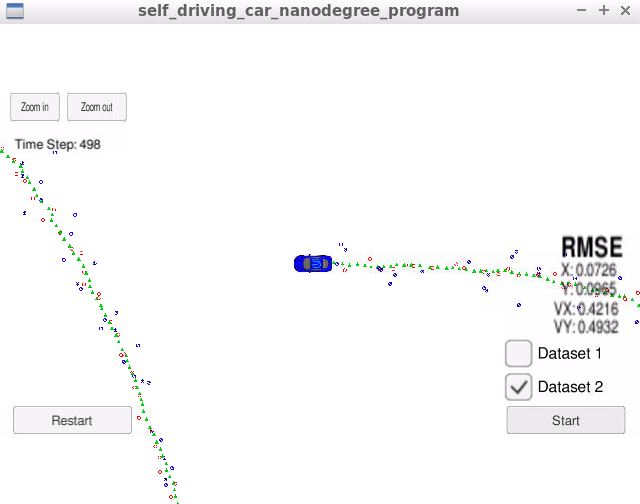 self_driving_car_nanodegree_program
Zoom in
Zoom out
Time Step: 498
RMSE
X: 0.0726
Y: 0.0965
VX: 0.4216
VY: 0.4932
Dataset 1
Dataset 2
Restart
Start